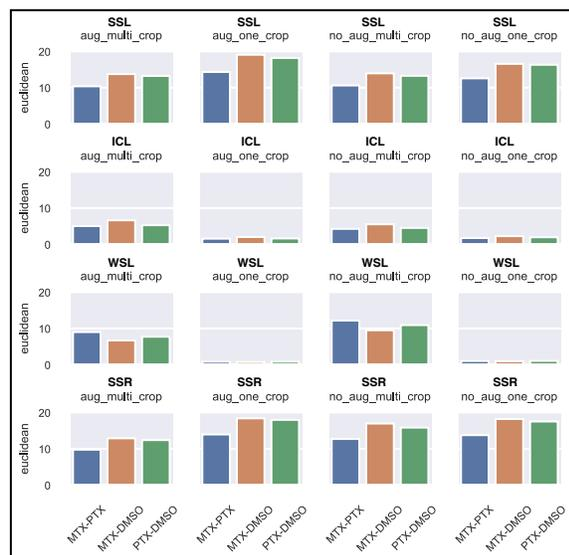 SSL SSL SSL SSL
aug_multi_crop aug_one_crop no_aug_multi_crop no_aug_one_crop
20
10
0
euclidean
ICL ICL ICL ICL
aug_multi_crop aug_one_crop no_aug_multi_crop no_aug_one_crop
20
10
0
euclidean
WSL WSL WSL WSL
aug_multi_crop aug_one_crop no_aug_multi_crop no_aug_one_crop
20
10
0
euclidean
SSR SSR SSR SSR
aug_multi_crop aug_one_crop no_aug_multi_crop no_aug_one_crop
20
10
0
euclidean
MTX-PTX MTX-DMSO PTX-DMSO MTX-PTX MTX-DMSO PTX-DMSO MTX-PTX MTX-DMSO PTX-DMSO MTX-PTX MTX-DMSO PTX-DMSO